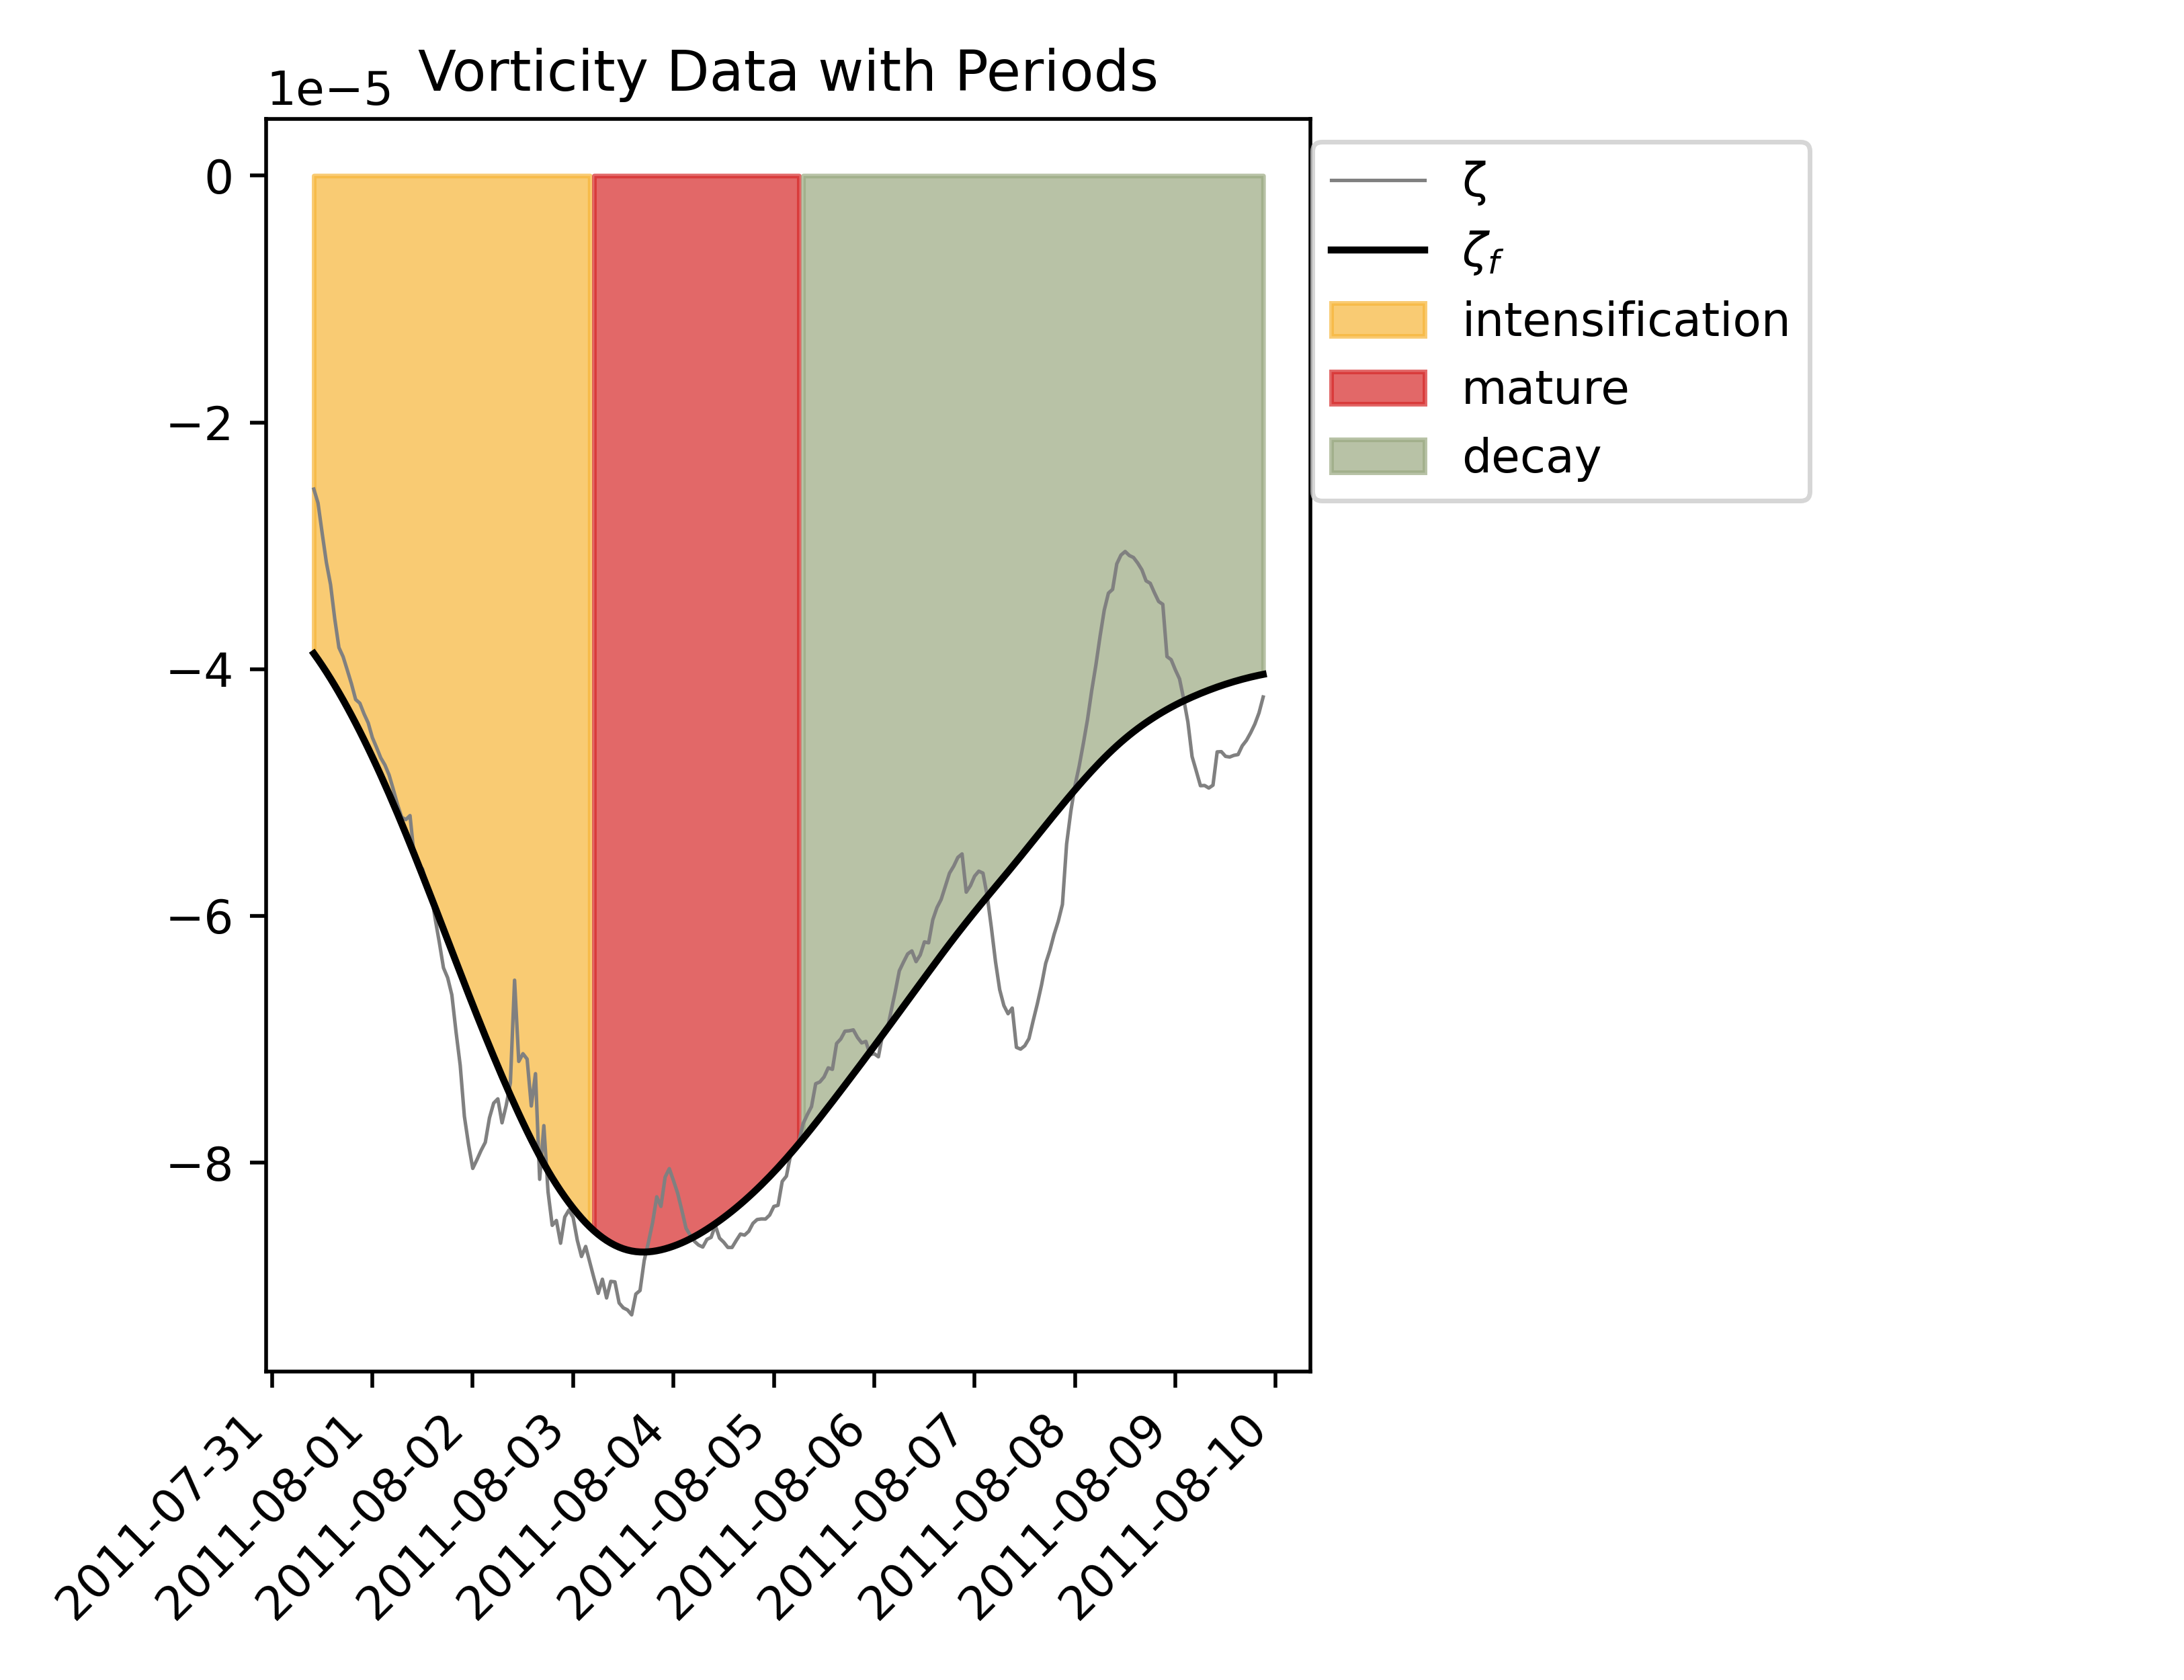 Vorticity Data with Periods
1e−5
0
−2
−4
−6
−8
ζ
ζf
intensification
mature
decay
2011-07-31
2011-08-01
2011-08-02
2011-08-03
2011-08-04
2011-08-05
2011-08-06
2011-08-07
2011-08-08
2011-08-09
2011-08-10